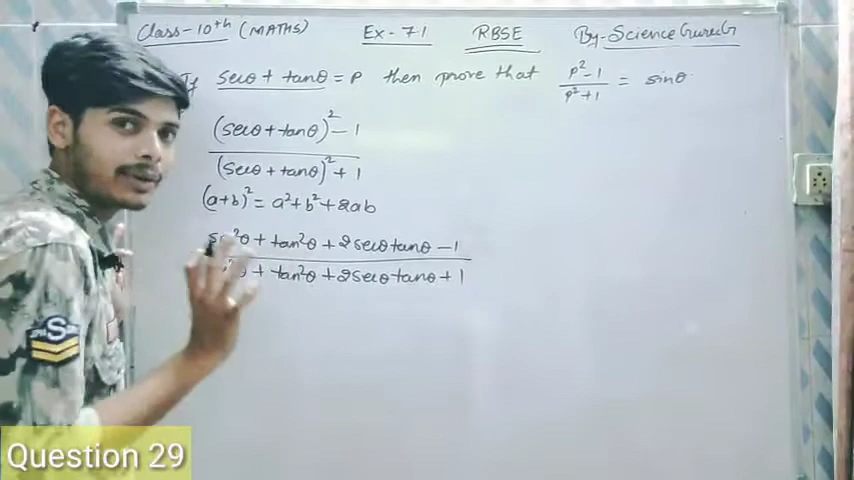 Class-10th (MATHS) Ex-7.1 RBSE By-Science GuruG
If secθ + tanθ = P then prove that p²-1/p²+1 = sinθ
(secθ + tanθ)² - 1
(secθ + tanθ)² + 1
(a+b)² = a²+b²+2ab
sec²θ + tan²θ + 2secθtanθ - 1
²θ + tan²θ + 2secθtanθ + 1
S
Question 29